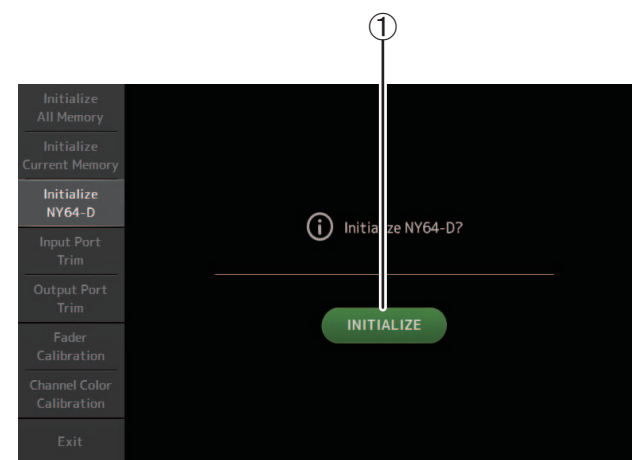 ①
Initialize
All Memory
Initialize
Current Memory
Initialize
NY64-D
Input Port
Trim
Output Port
Trim
Fader
Calibration
Channel Color
Calibration
Exit
Initialize NY64-D?
INITIALIZE